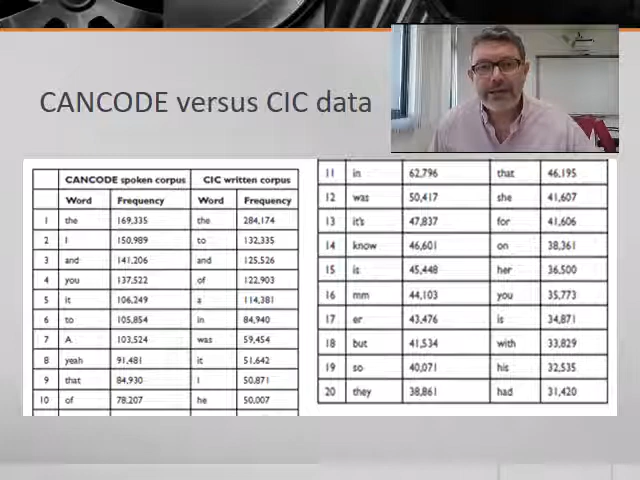 CANCODE versus CIC data
CANCODE spoken corpus CIC written corpus
Word Frequency Word Frequency
1 the 169,335 the 284,174
2 I 150,989 to 132,335
3 and 141,206 and 125,526
4 you 137,522 of 122,903
5 it 106,249 a 114,381
6 to 105,854 in 84,940
7 A 103,524 was 59,454
8 yeah 91,481 it 51,642
9 that 84,930 I 50,871
10 of 78,207 he 50,007
11 in 62,796 that 46,195
12 was 50,417 she 41,607
13 it's 47,837 for 41,606
14 know 46,601 on 38,361
15 is 45,448 her 36,500
16 mm 44,103 you 35,773
17 er 43,476 is 34,871
18 but 41,534 with 33,829
19 so 40,071 his 32,535
20 they 38,861 had 31,420